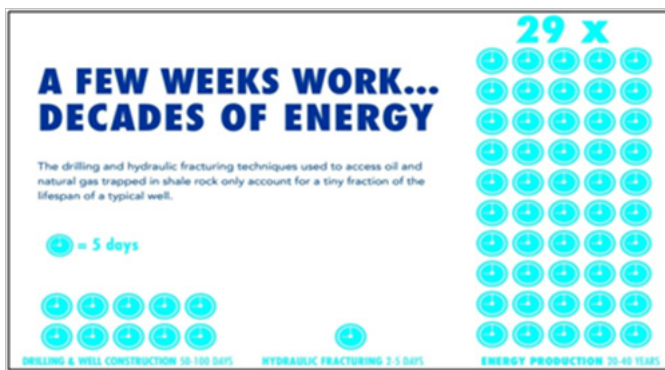 29 x
A FEW WEEKS WORK...
DECADES OF ENERGY
The drilling and hydraulic fracturing techniques used to access oil and
natural gas trapped in shale rock only account for a tiny fraction of the
lifespan of a typical well.
= 5 days
DRILLING & WELL CONSTRUCTION 50-100 DAYS
HYDRAULIC FRACTURING 2-5 DAYS
ENERGY PRODUCTION 20-40 YEARS